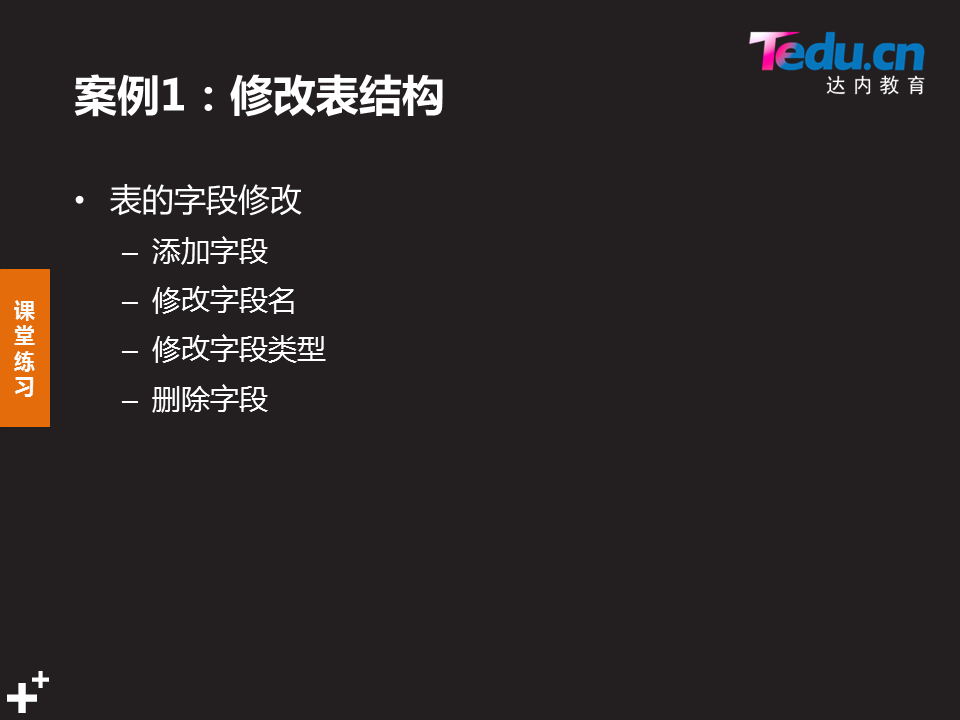 Tedu.cn
达内教育
案例1：修改表结构
• 表的字段修改
– 添加字段
– 修改字段名
– 修改字段类型
– 删除字段
课堂练习